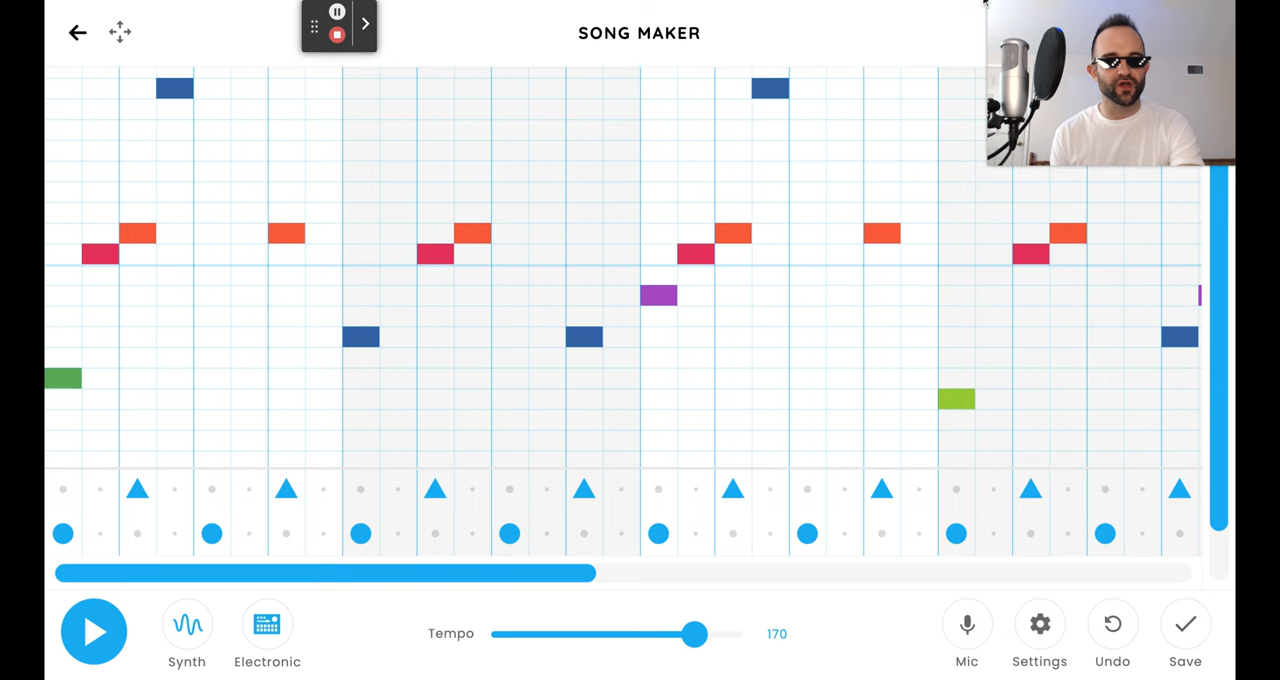 SONG MAKER
Tempo
170
Synth
Electronic
Mic
Settings
Undo
Save